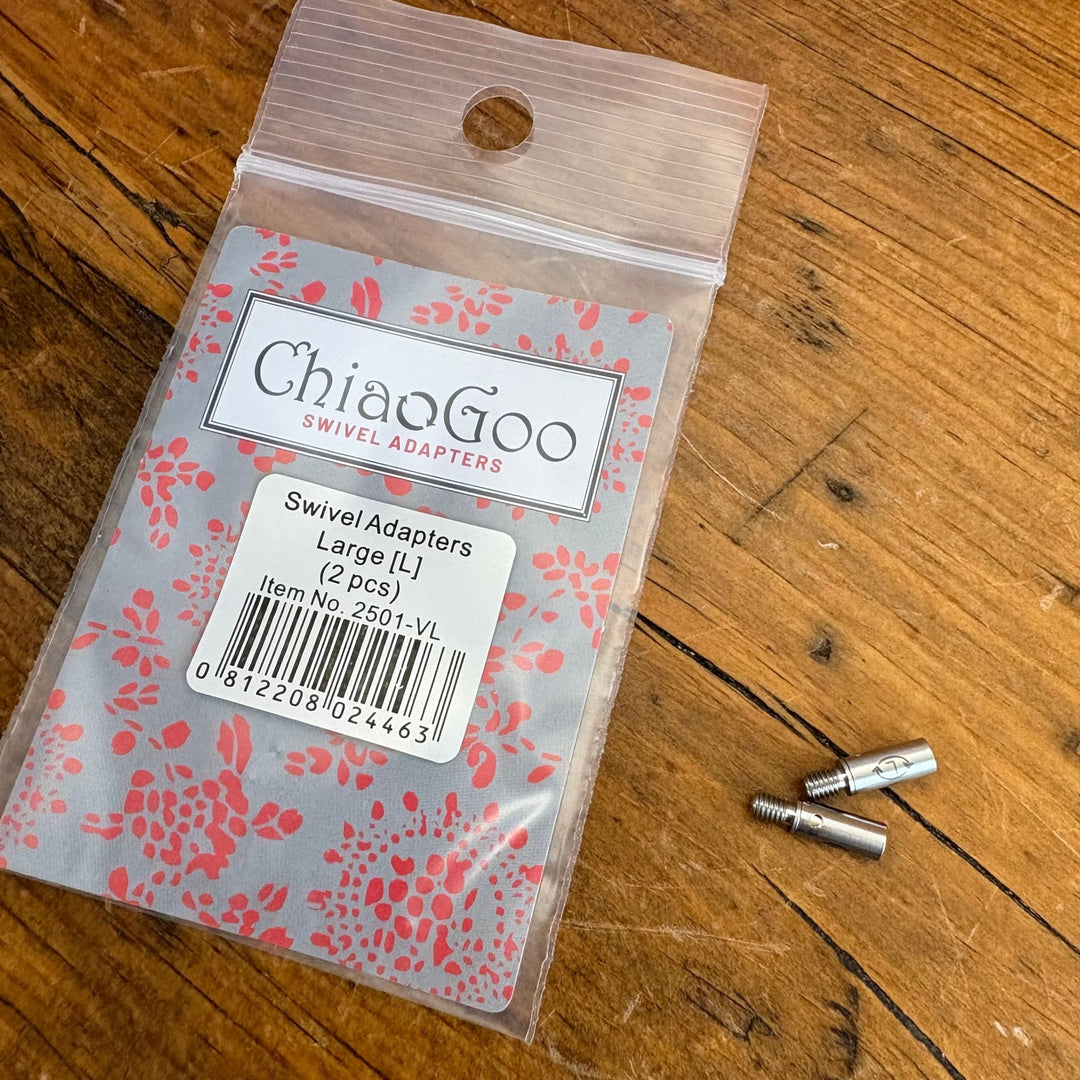 ChiaoGoo
SWIVEL ADAPTERS
Swivel Adapters
Large [L]
(2 pcs)
Item No. 2501-VL
0 812208 024463
L